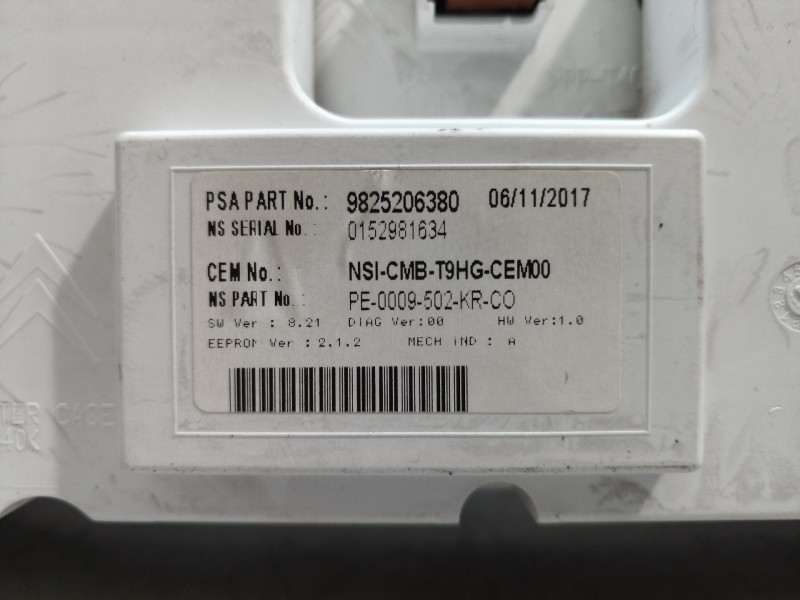 PSA PART No.: 9825206380 06/11/2017
NS SERIAL No. : 0152981634
CEM No.: NSI-CMB-T9HG-CEM00
NS PART No.: PE-0009-502-KR-CO
SW Ver : 8.21 DIAG Ver:00 HW Ver:1.0
EEPROM Ver : 2.1.2 MECH IND : A